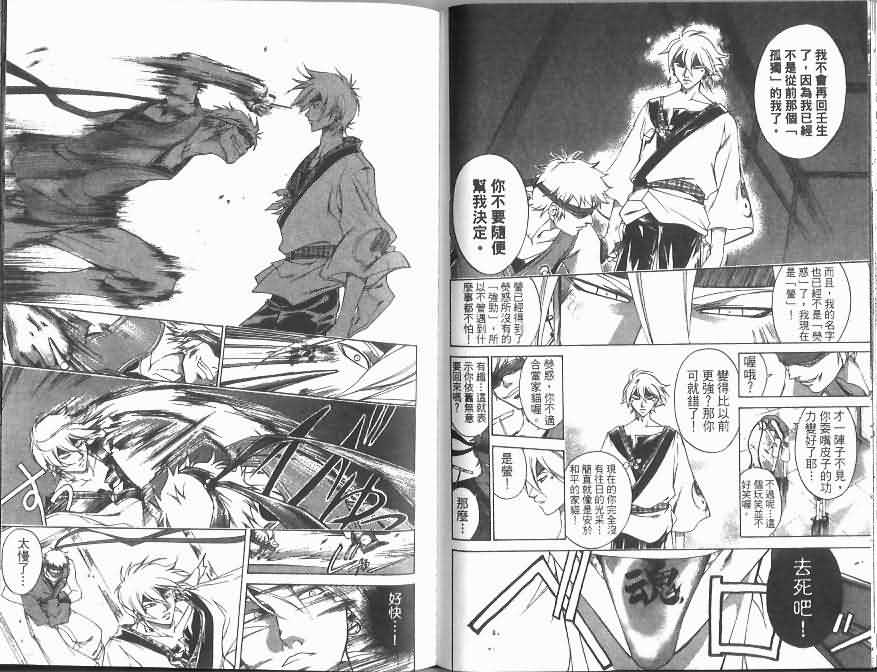 我不會再回壬生
了，因為我已經
不是從前那個「
孤獨」的我了。
你不要隨便
幫我決定。
而且，我的名字
也已經不是「熒
惑」了，我現在
是「螢」！
螢已經得到了
熒惑所沒有的
「強勁」，所
以不管遇到什
麼事都不怕！
喔哦？
才一陣子不見，
你耍嘴皮子的功
力變好了耶…
不過呢…這
個玩笑並不
好笑喔。
變得比以前
更強？那你
可就錯了！
現在的你完全沒
有往日的光采…
簡直就像是安於
和平的家貓！
熒惑，你不適
合當家貓喔。
是螢！
有趣…這就表
示你依舊無意
要回來嗎？
那麼…
魂
去死吧！
ずる
太慢了…
好快…！